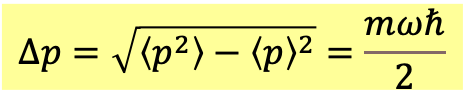 Δp = √(⟨p²⟩ − ⟨p⟩²) = mωħ/2